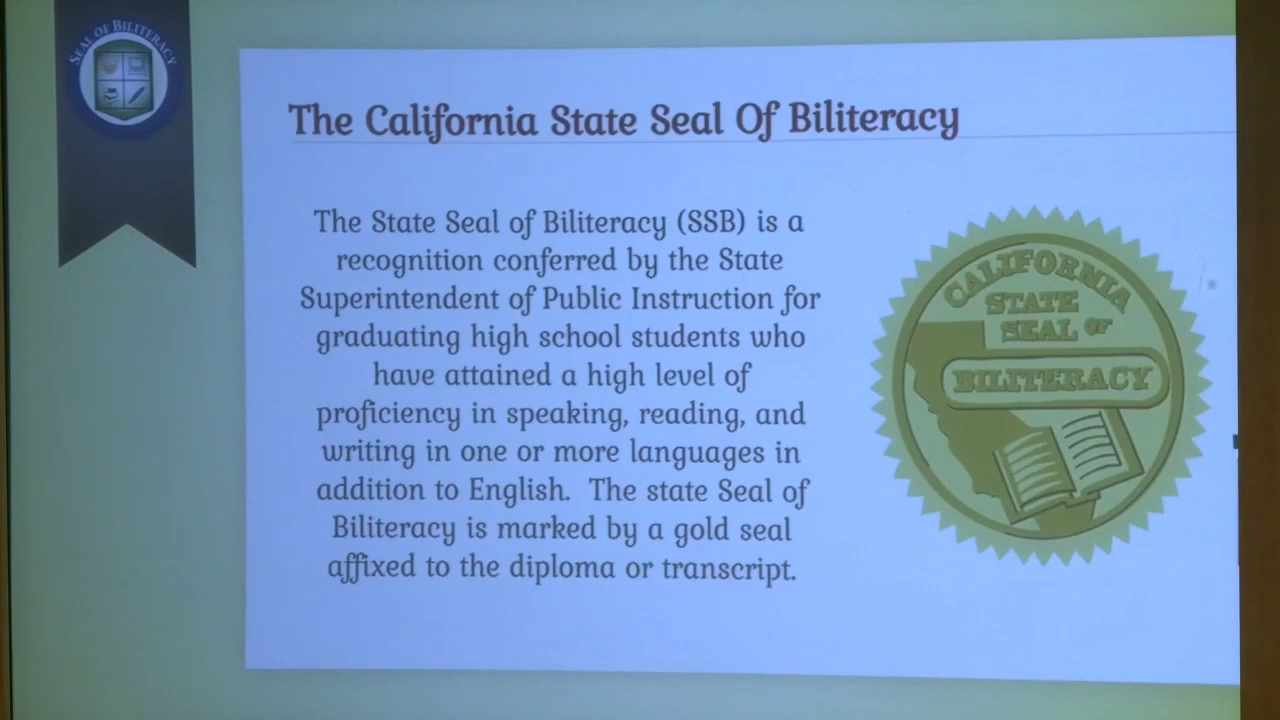 SEAL OF BILITERACY
The California State Seal Of Biliteracy
The State Seal of Biliteracy (SSB) is a
recognition conferred by the State
Superintendent of Public Instruction for
graduating high school students who
have attained a high level of
proficiency in speaking, reading, and
writing in one or more languages in
addition to English.  The state Seal of
Biliteracy is marked by a gold seal
affixed to the diploma or transcript.
CALIFORNIA
STATE
SEAL OF
BILITERACY